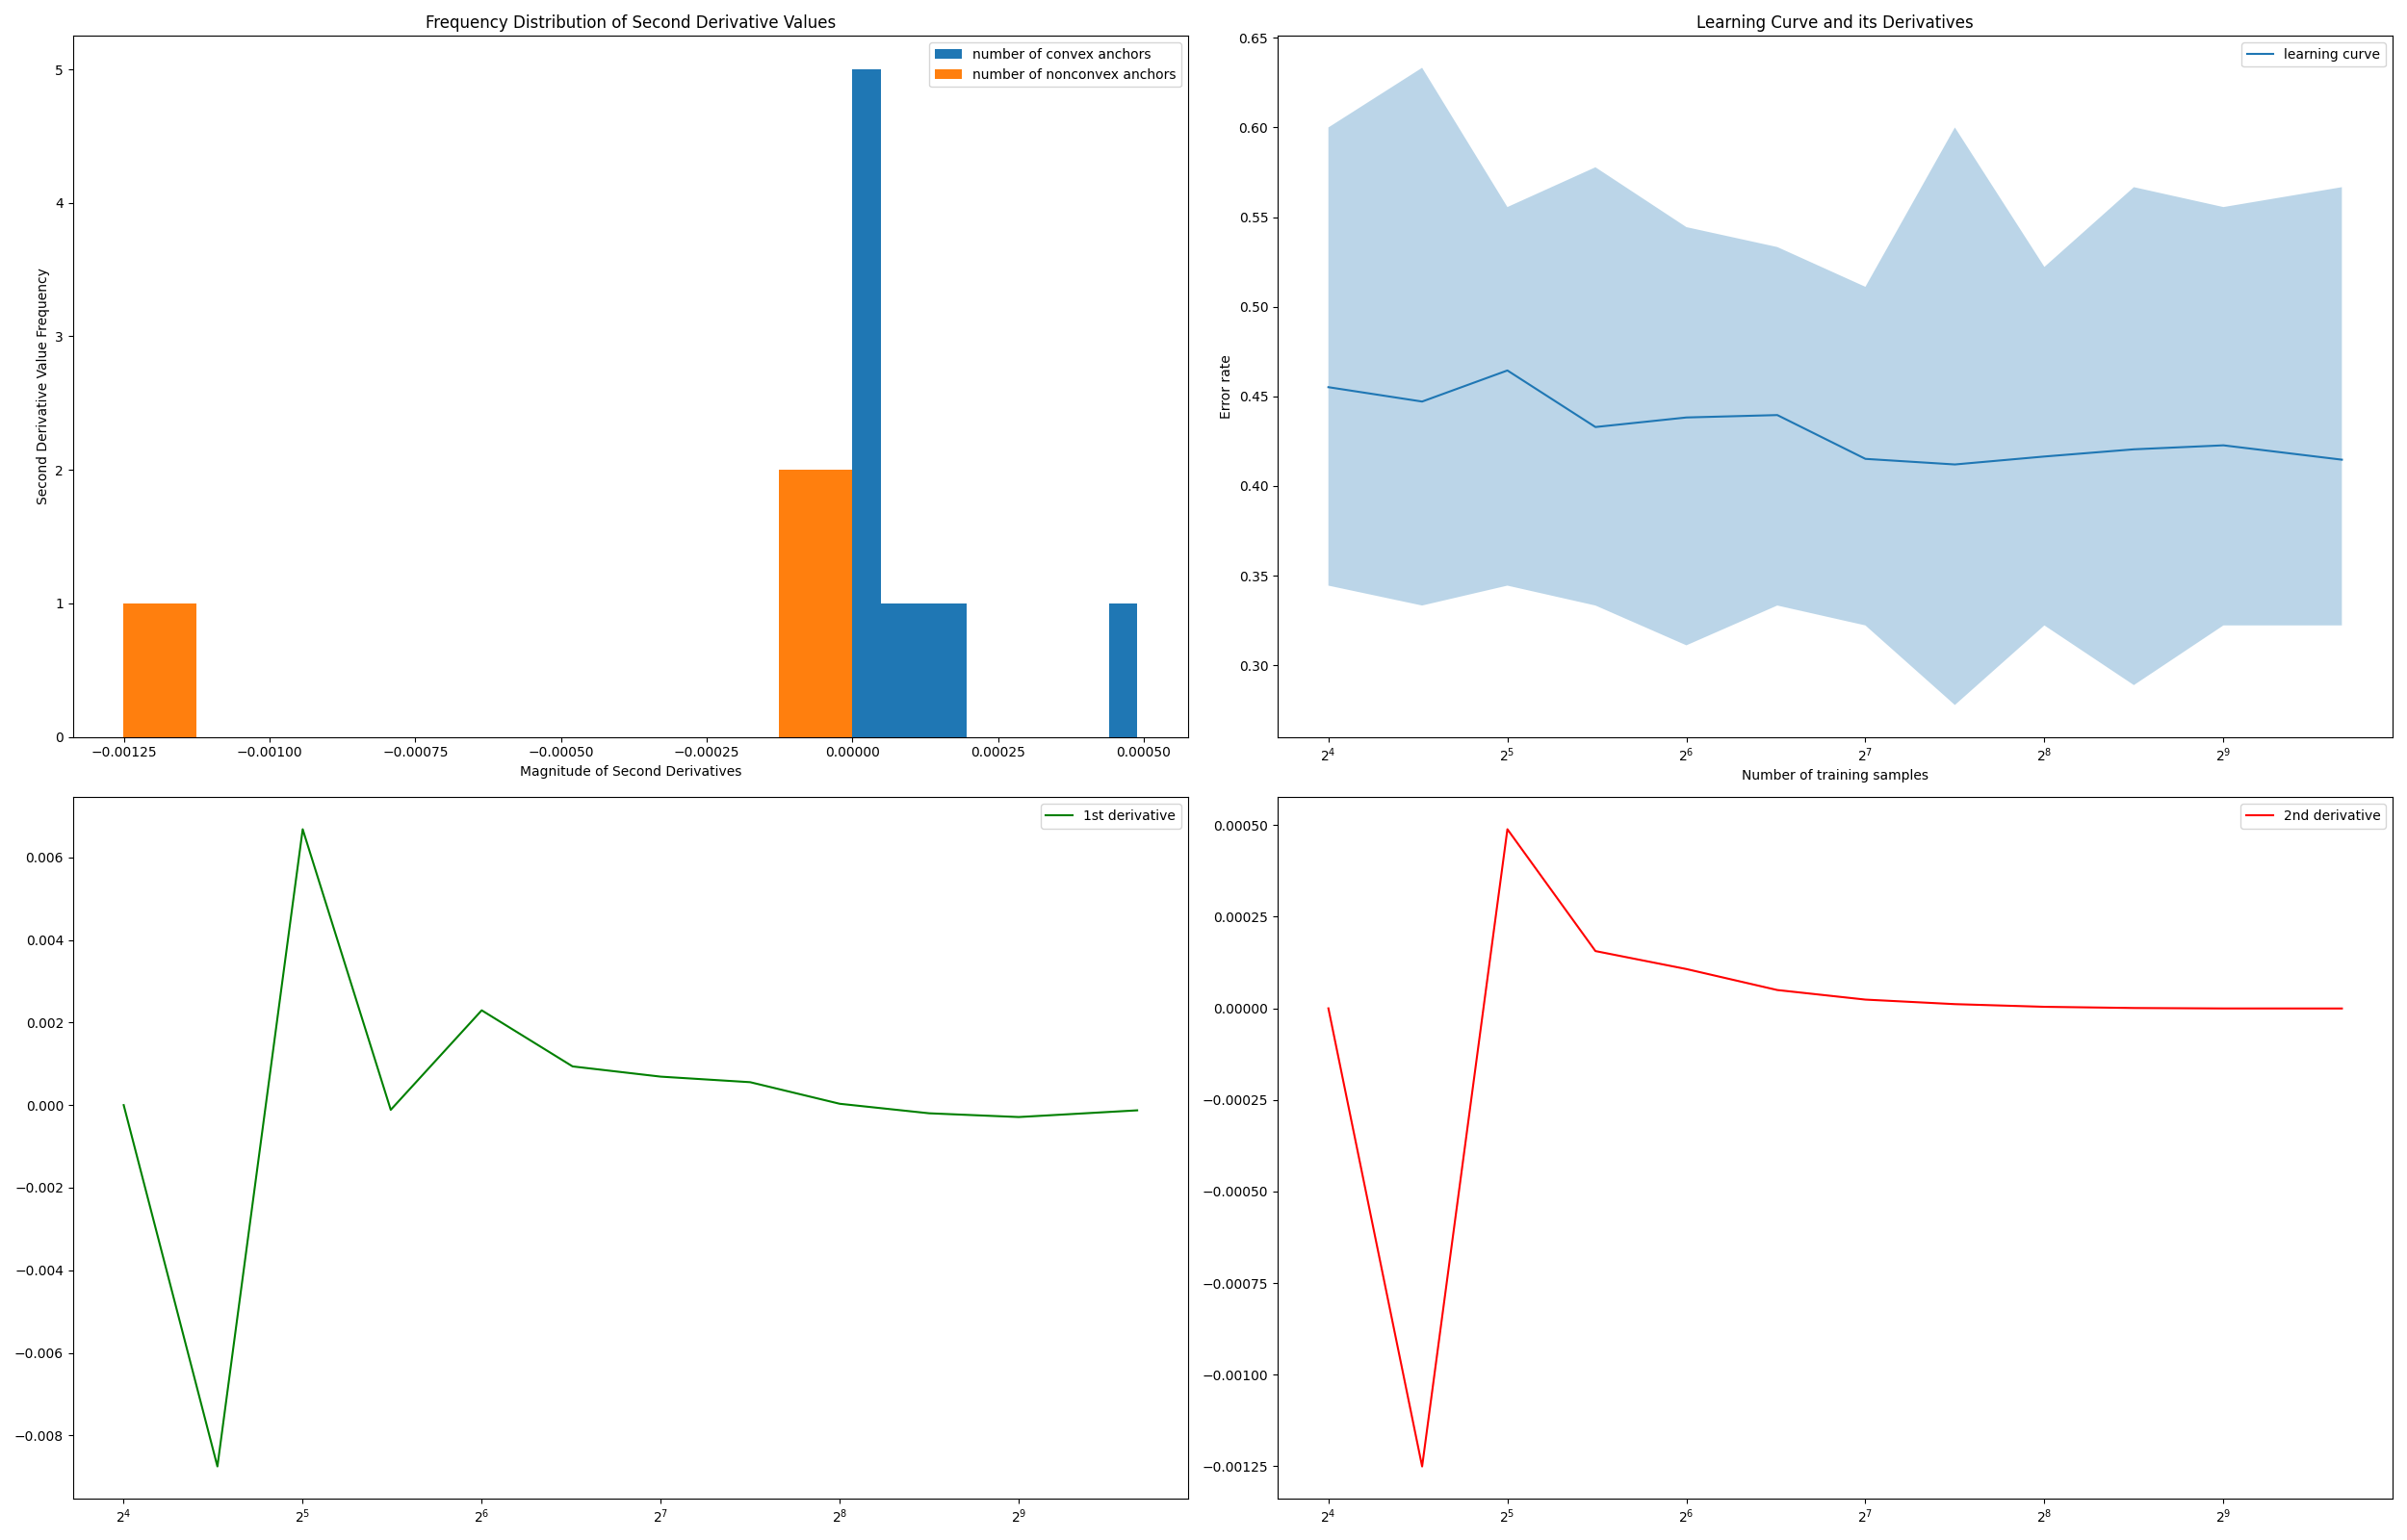 Frequency Distribution of Second Derivative Values
number of convex anchors
number of nonconvex anchors
Second Derivative Value Frequency
5
4
3
2
1
0
−0.00125 −0.00100 −0.00075 −0.00050 −0.00025 0.00000 0.00025 0.00050
Magnitude of Second Derivatives
Learning Curve and its Derivatives
learning curve
Error rate
0.65
0.60
0.55
0.50
0.45
0.40
0.35
0.30
2⁴ 2⁵ 2⁶ 2⁷ 2⁸ 2⁹
Number of training samples
1st derivative
0.006
0.004
0.002
0.000
−0.002
−0.004
−0.006
−0.008
2⁴ 2⁵ 2⁶ 2⁷ 2⁸ 2⁹
2nd derivative
0.00050
0.00025
0.00000
−0.00025
−0.00050
−0.00075
−0.00100
−0.00125
2⁴ 2⁵ 2⁶ 2⁷ 2⁸ 2⁹